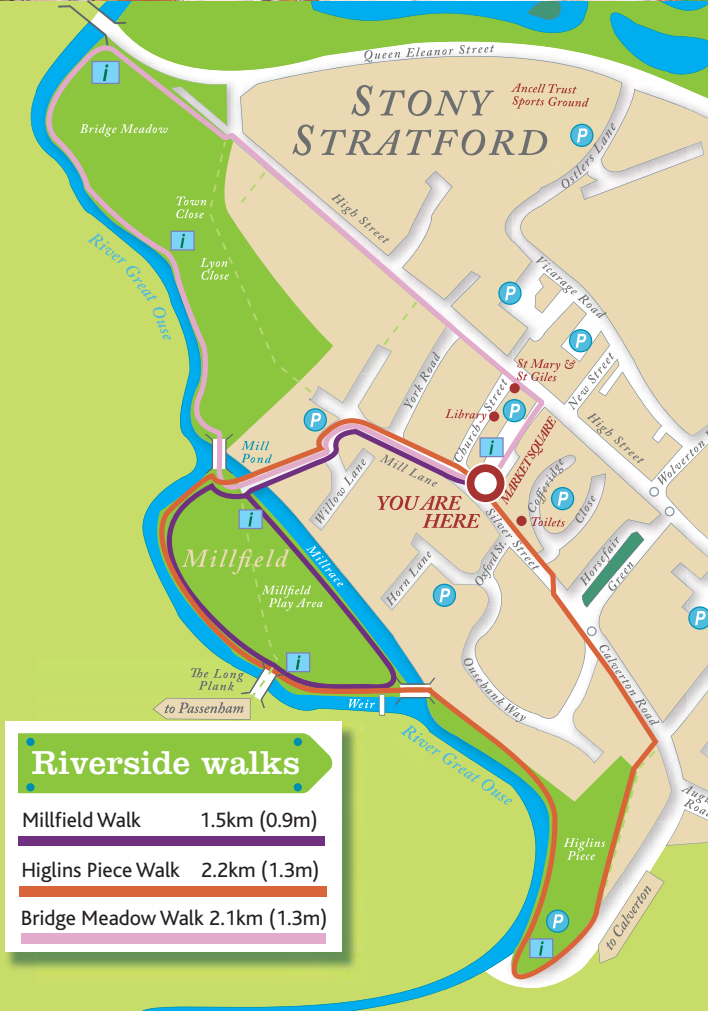 Queen Eleanor Street
STONY
STRATFORD
Ancell Trust
Sports Ground
P
Ostlers Lane
i
Bridge Meadow
Town
Close
i
Lyon
Close
River Great Ouse
High Street
Vicarage Road
P
P
York Road
St Mary &
St Giles
New Street
Library
P
Church Street
High Street
i
MARKET SQUARE
P
Mill
Pond
Mill Lane
Willow Lane
YOU ARE
HERE
Cofferidge
Close
P
Toilets
Silver Street
Wolverton
i
Millfield
Millrace
Millfield
Play Area
Horn Lane
Oxford St.
Horsefair
Green
P
P
i
The Long
Plank
to Passenham
Weir
Ousebank Way
Calverton Road
River Great Ouse
Higlins
Piece
P
i
to Calverton
Riverside walks
Millfield Walk 1.5km (0.9m)
Higlins Piece Walk 2.2km (1.3m)
Bridge Meadow Walk 2.1km (1.3m)